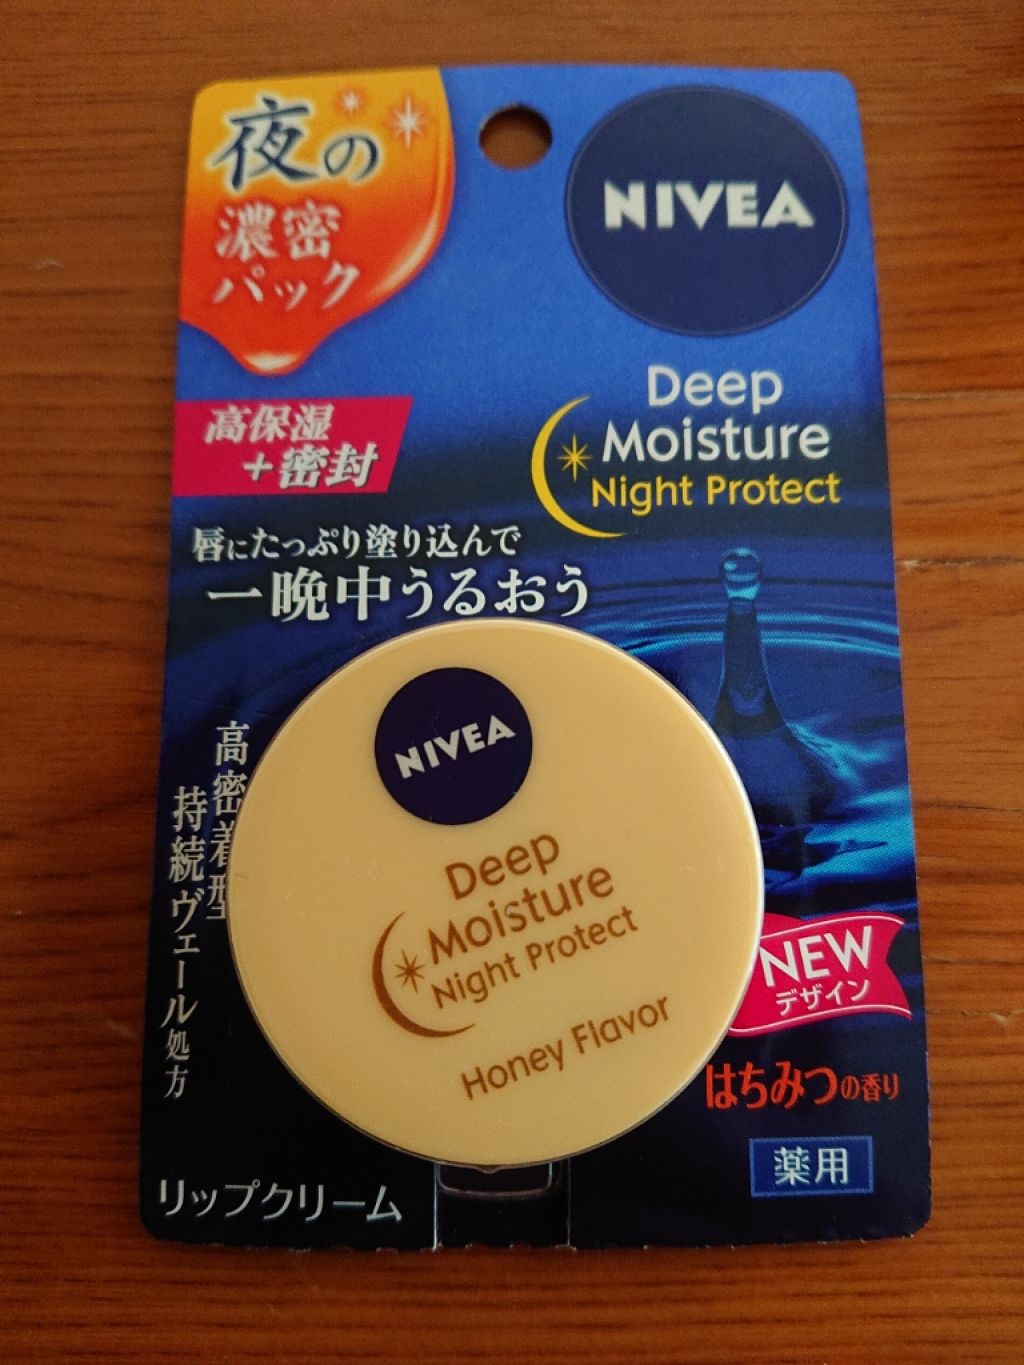 夜の
濃密
パック
NIVEA
Deep
Moisture
Night Protect
高保湿
+密封
唇にたっぷり塗り込んで
一晩中うるおう
高密着型
持続ヴェール処方
NIVEA
Deep
Moisture
Night Protect
Honey Flavor
NEW
デザイン
はちみつの香り
薬用
リップクリーム